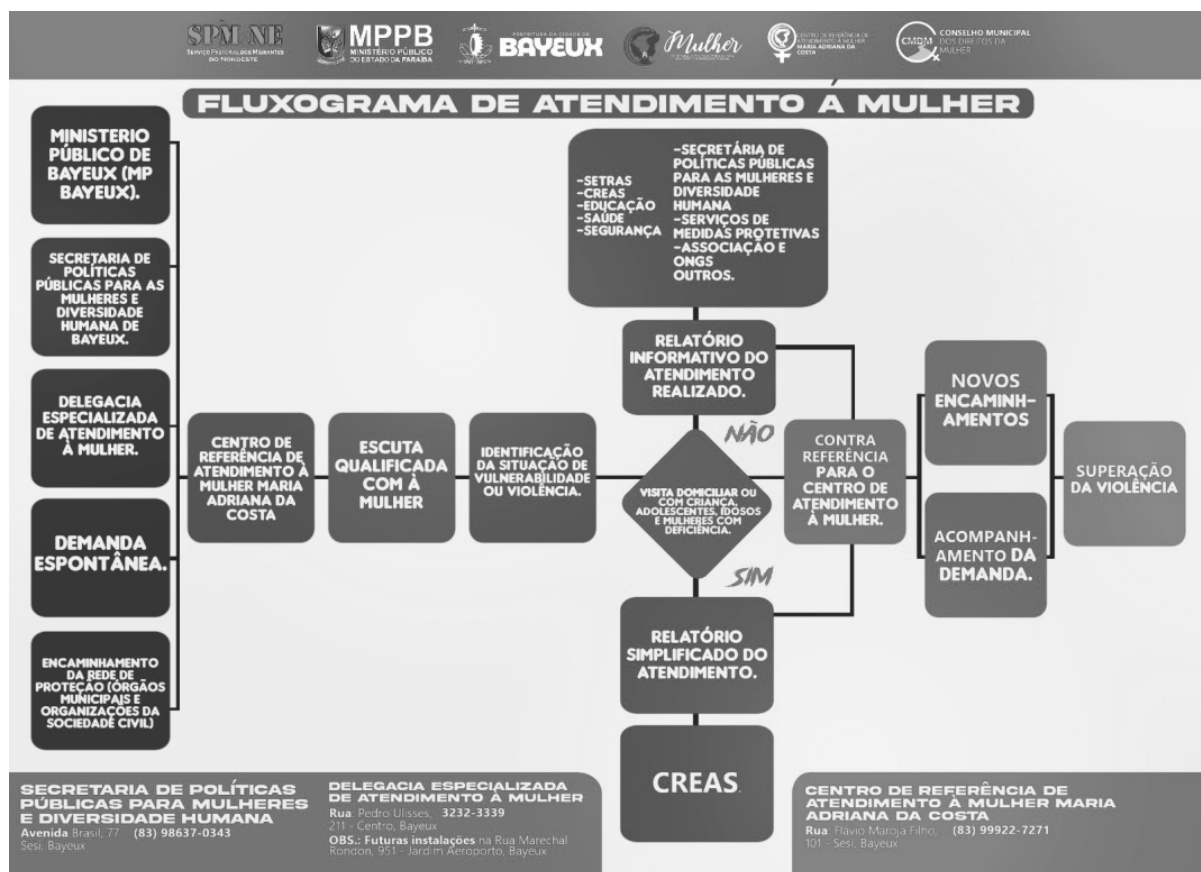 SPM NE
SERVIÇO PASTORAL DOS MIGRANTES
DO NORDESTE
MPPB
MINISTÉRIO PÚBLICO
DO ESTADO DA PARAÍBA
PREFEITURA DA CIDADE DE
BAYEUX
Mulher
CENTRO DE REFERÊNCIA DE
ATENDIMENTO À MULHER
MARIA ADRIANA DA
COSTA
CMDM
CONSELHO MUNICIPAL
DOS DIREITOS DA
MULHER
FLUXOGRAMA DE ATENDIMENTO À MULHER
MINISTERIO
PÚBLICO DE
BAYEUX (MP
BAYEUX).
SECRETARIA DE
POLÍTICAS
PÚBLICAS PARA AS
MULHERES E
DIVERSIDADE
HUMANA DE
BAYEUX.
DELEGACIA
ESPECIALIZADA
DE ATENDIMENTO
À MULHER.
DEMANDA
ESPONTÂNEA.
ENCAMINHAMENTO
DA REDE DE
PROTEÇÃO (ÓRGÃOS
MUNICIPAIS E
ORGANIZAÇÕES DA
SOCIEDADE CIVIL)
CENTRO DE
REFERÊNCIA DE
ATENDIMENTO À
MULHER MARIA
ADRIANA DA
COSTA
ESCUTA
QUALIFICADA
COM À
MULHER
IDENTIFICAÇÃO
DA SITUAÇÃO DE
VULNERABILIDADE
OU VIOLÊNCIA.
-SETRAS
-CREAS
-EDUCAÇÃO
-SAÚDE
-SEGURANÇA
-SECRETÁRIA DE
POLÍTICAS PÚBLICAS
PARA AS MULHERES E
DIVERSIDADE
HUMANA
-SERVIÇOS DE
MEDIDAS PROTETIVAS
-ASSOCIAÇÃO E
ONGS
OUTROS.
RELATÓRIO
INFORMATIVO DO
ATENDIMENTO
REALIZADO.
NÃO
VISITA DOMICILIAR OU
COM CRIANÇA,
ADOLESCENTES, IDOSOS
E MULHERES COM
DEFICIÊNCIA.
SIM
RELATÓRIO
SIMPLIFICADO DO
ATENDIMENTO.
CREAS.
CONTRA
REFERÊNCIA
PARA O
CENTRO DE
ATENDIMENTO
À MULHER.
NOVOS
ENCAMINH-
AMENTOS
ACOMPANH-
AMENTO DA
DEMANDA.
SUPERAÇÃO
DA VIOLÊNCIA
SECRETARIA DE POLÍTICAS
PÚBLICAS PARA MULHERES
E DIVERSIDADE HUMANA
Avenida Brasil, 77 (83) 98637-0343
Sesi, Bayeux
DELEGACIA ESPECIALIZADA
DE ATENDIMENTO À MULHER
Rua: Pedro Ulisses, 3232-3339
211 - Centro, Bayeux
OBS.: Futuras instalações na Rua Marechal
Rondon, 951 - Jardim Aeroporto, Bayeux
CENTRO DE REFERÊNCIA DE
ATENDIMENTO À MULHER MARIA
ADRIANA DA COSTA
Rua: Flávio Maroja Filho, (83) 99922-7271
101 - Sesi, Bayeux